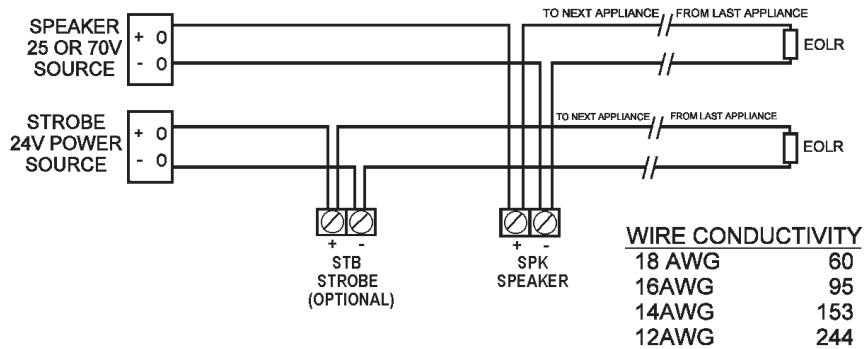 SPEAKER
25 OR 70V
SOURCE
+ O
- O
TO NEXT APPLIANCE
FROM LAST APPLIANCE
EOLR
STROBE
24V POWER
SOURCE
+ O
- O
TO NEXT APPLIANCE
FROM LAST APPLIANCE
EOLR
+ -
STB
STROBE
(OPTIONAL)
+ -
SPK
SPEAKER
WIRE CONDUCTIVITY
18 AWG 60
16AWG 95
14AWG 153
12AWG 244